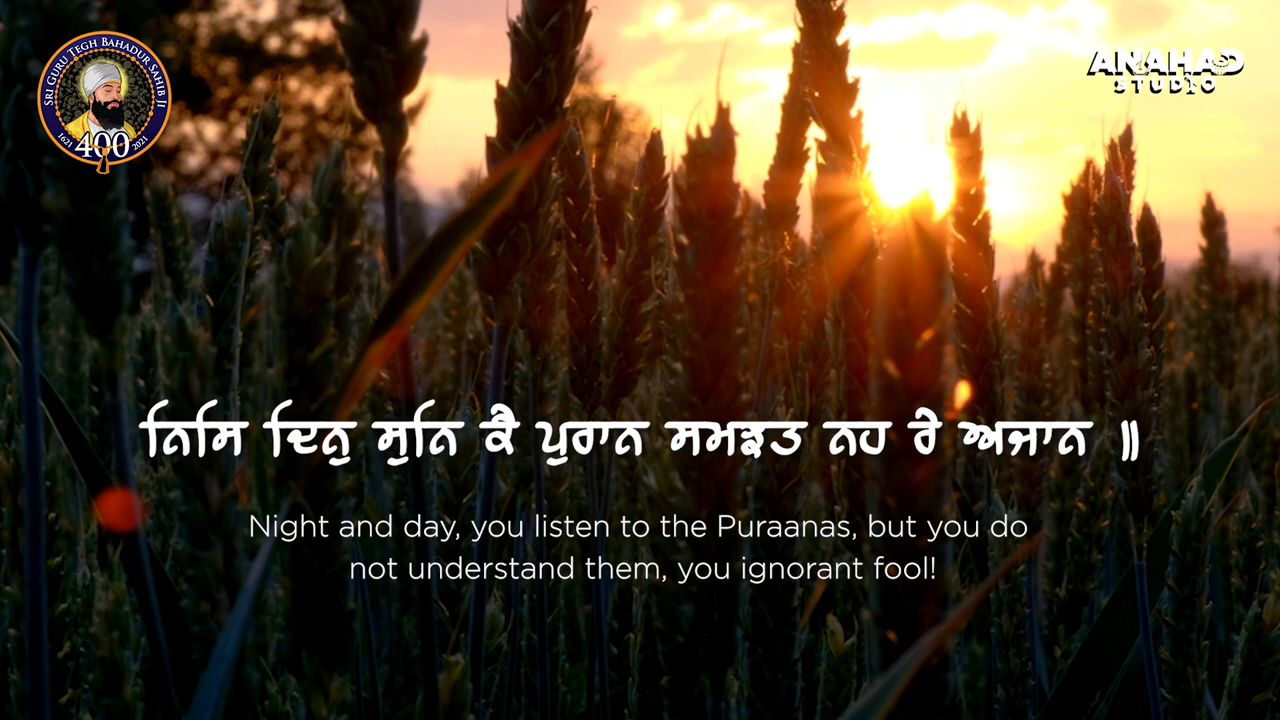 SRI GURU TEGH BAHADUR SAHIB JI
1621 400 2021
ANAHAD
STUDIO
ਨਿਸਿ ਦਿਨੁ ਸੁਨਿ ਕੈ ਪੁਰਾਨ ਸਮਝਤ ਨਹ ਰੇ ਅਜਾਨ ॥
Night and day, you listen to the Puraanas, but you do
not understand them, you ignorant fool!